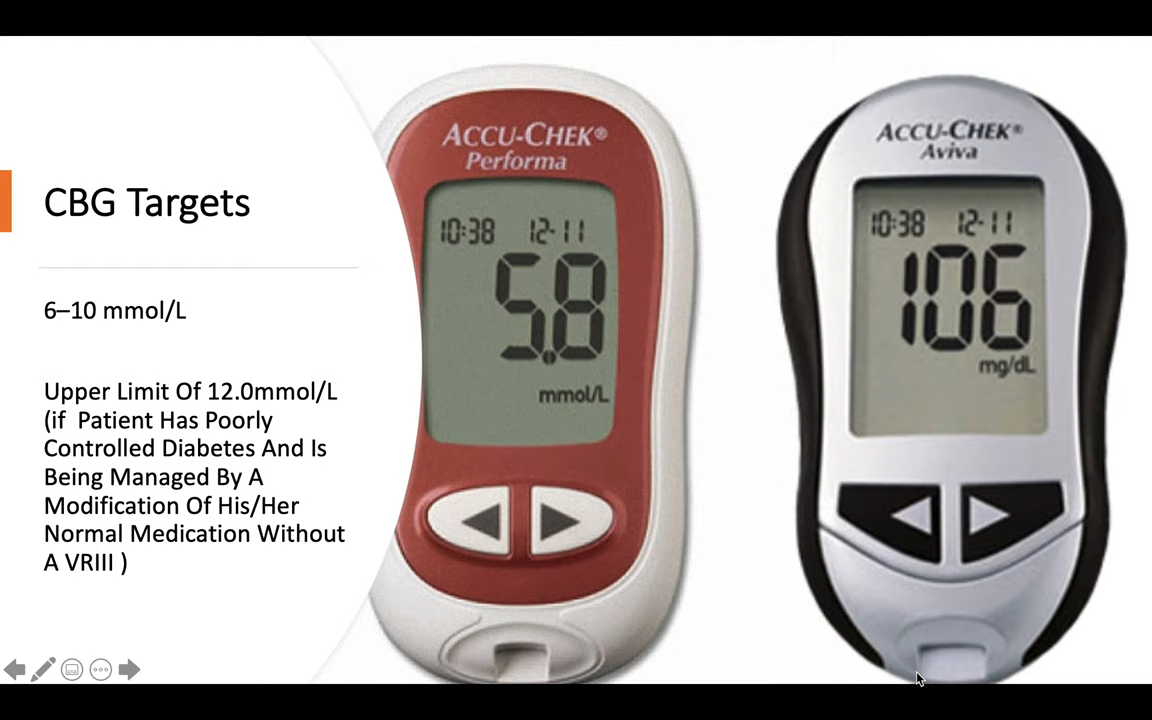 CBG Targets
6–10 mmol/L
Upper Limit Of 12.0mmol/L
(if Patient Has Poorly
Controlled Diabetes And Is
Being Managed By A
Modification Of His/Her
Normal Medication Without
A VRIII )
ACCU-CHEK®
Performa
10:38 12-11
5.8
mmol/L
ACCU-CHEK®
Aviva
10:38 12-11
106
mg/dL